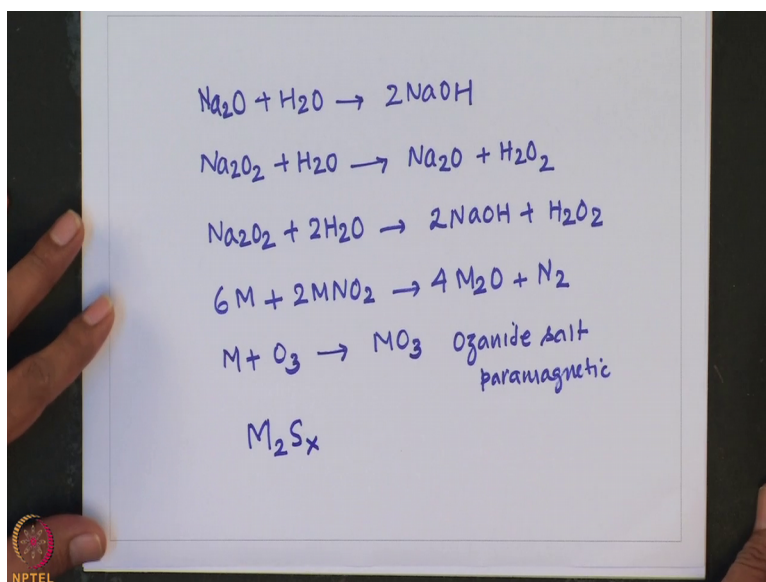 Na₂O + H₂O → 2NaOH
Na₂O₂ + H₂O → Na₂O + H₂O₂
Na₂O₂ + 2H₂O → 2NaOH + H₂O₂
6M + 2MNO₂ → 4M₂O + N₂
M + O₃ → MO₃ Ozanide salt
paramagnetic
M₂Sₓ
NPTEL